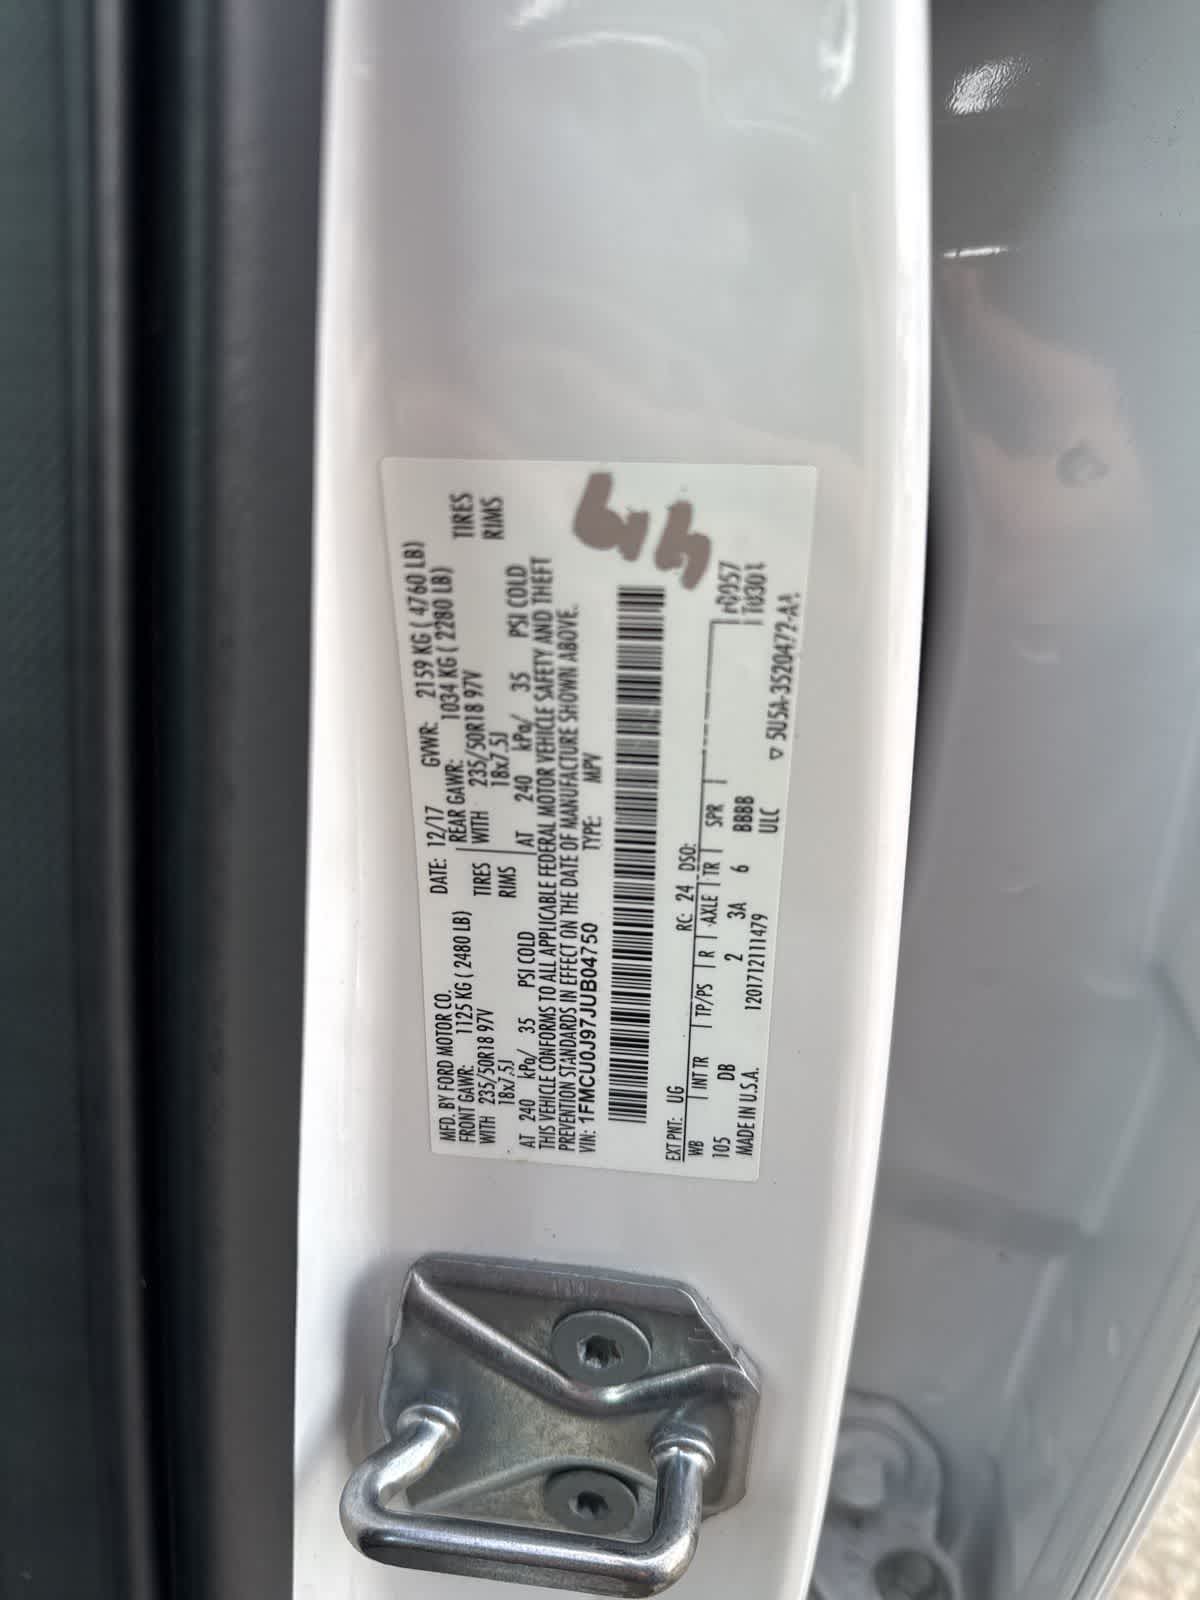 MFD. BY FORD MOTOR CO.
DATE: 12/17 GVWR: 2159 KG ( 4760 LB)
FRONT GAWR: 1125 KG ( 2480 LB) REAR GAWR: 1034 KG ( 2280 LB)
WITH 235/50R18 97V TIRES WITH 235/50R18 97V TIRES
18x7.5J RIMS 18x7.5J RIMS
AT 240 kPa/ 35 PSI COLD AT 240 kPa/ 35 PSI COLD
THIS VEHICLE CONFORMS TO ALL APPLICABLE FEDERAL MOTOR VEHICLE SAFETY AND THEFT
PREVENTION STANDARDS IN EFFECT ON THE DATE OF MANUFACTURE SHOWN ABOVE.
VIN: 1FMCU0J97JUB04750 TYPE: MPV
EXT PNT: UG RC: 24 DSO:
WB INT TR TP/PS R AXLE TR SPR
105 DB 2 3A 6 BBBB
MADE IN U.S.A. 120171211479 ULC
5U5A-3520472-AA